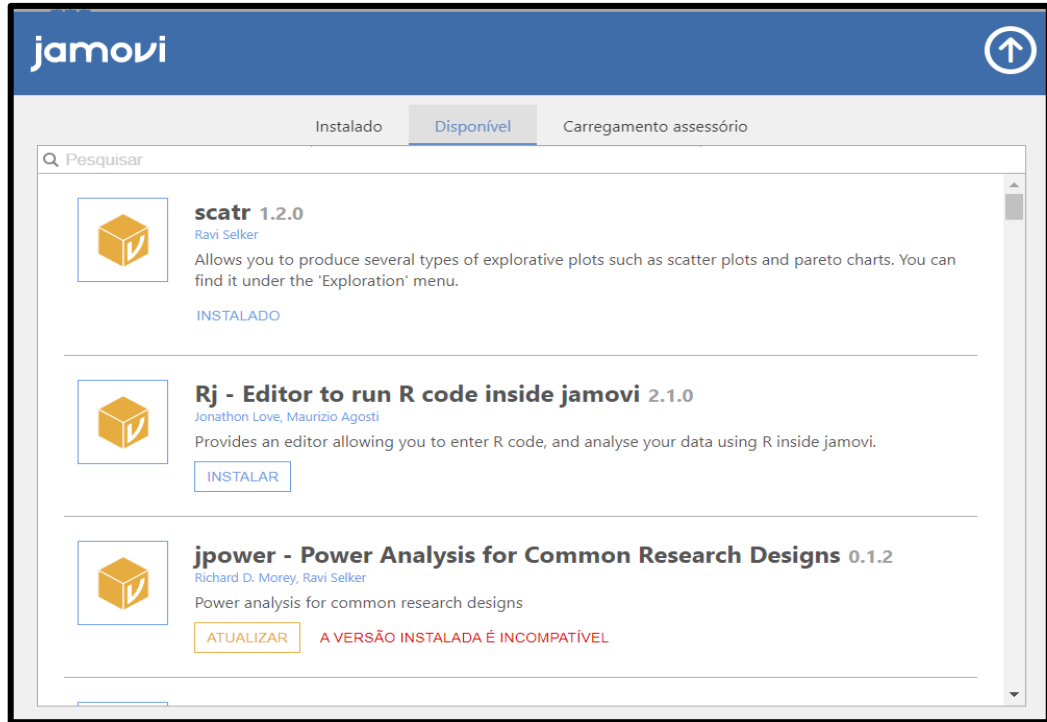 jamovi
Instalado Disponível Carregamento assessório
Pesquisar
scatr 1.2.0
Ravi Selker
Allows you to produce several types of explorative plots such as scatter plots and pareto charts. You can
find it under the 'Exploration' menu.
INSTALADO
Rj - Editor to run R code inside jamovi 2.1.0
Jonathon Love, Maurizio Agosti
Provides an editor allowing you to enter R code, and analyse your data using R inside jamovi.
INSTALAR
jpower - Power Analysis for Common Research Designs 0.1.2
Richard D. Morey, Ravi Selker
Power analysis for common research designs
ATUALIZAR A VERSÃO INSTALADA É INCOMPATÍVEL